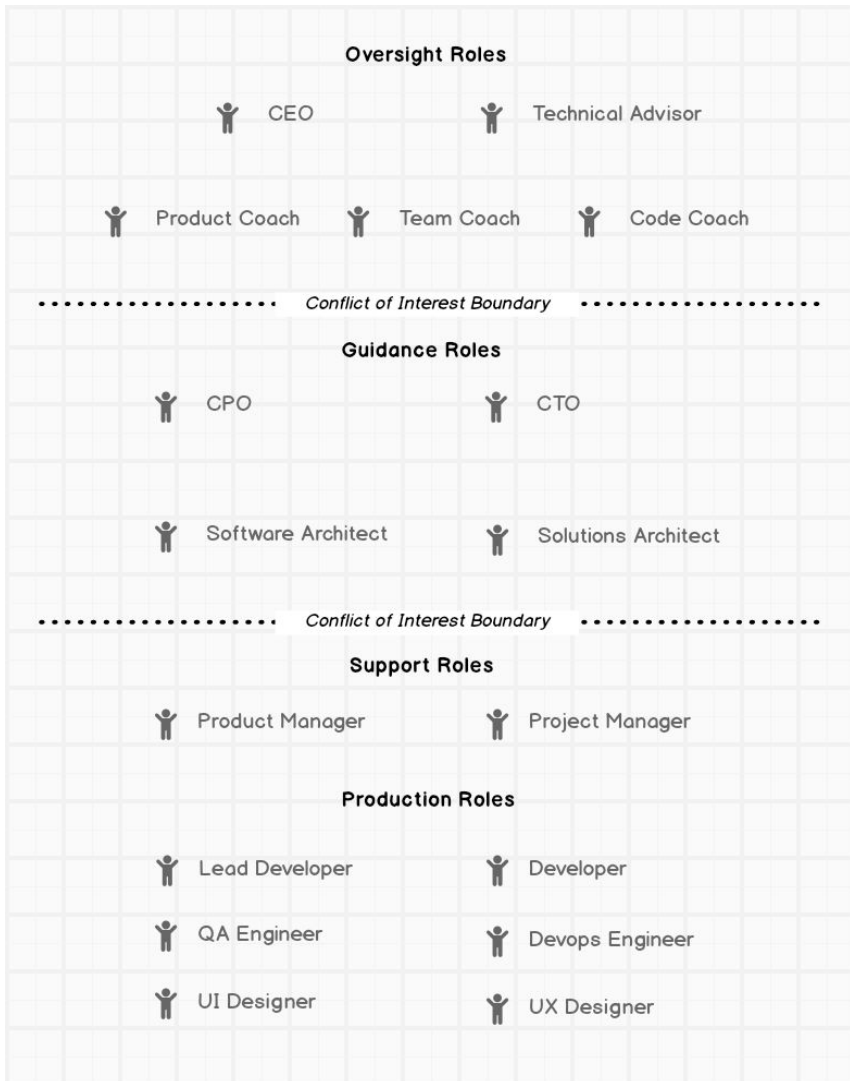 Oversight Roles
CEO
Technical Advisor
Product Coach
Team Coach
Code Coach
Conflict of Interest Boundary
Guidance Roles
CPO
CTO
Software Architect
Solutions Architect
Conflict of Interest Boundary
Support Roles
Product Manager
Project Manager
Production Roles
Lead Developer
Developer
QA Engineer
Devops Engineer
UI Designer
UX Designer